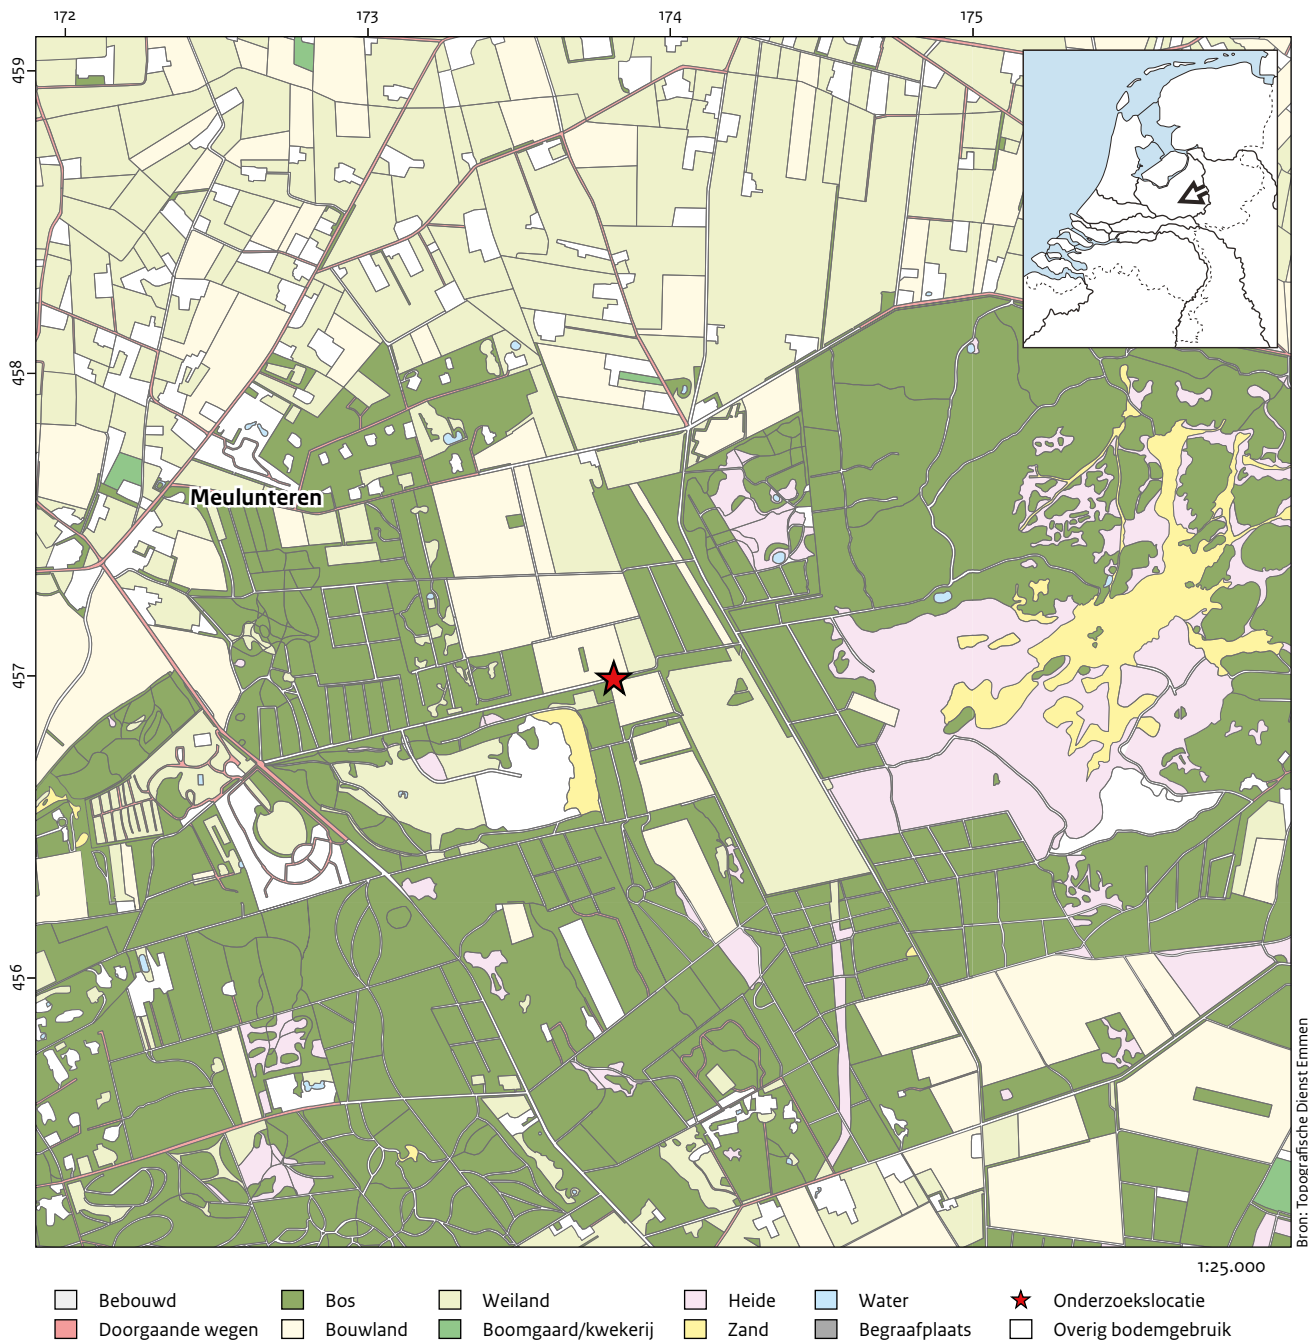 172 173 174 175
459
458
Meulunteren
457
456
Bron: Topografische Dienst Emmen
1:25.000
Bebouwd Bos Weiland Heide Water Onderzoekslocatie
Doorgaande wegen Bouwland Boomgaard/kwekerij Zand Begraafplaats Overig bodemgebruik